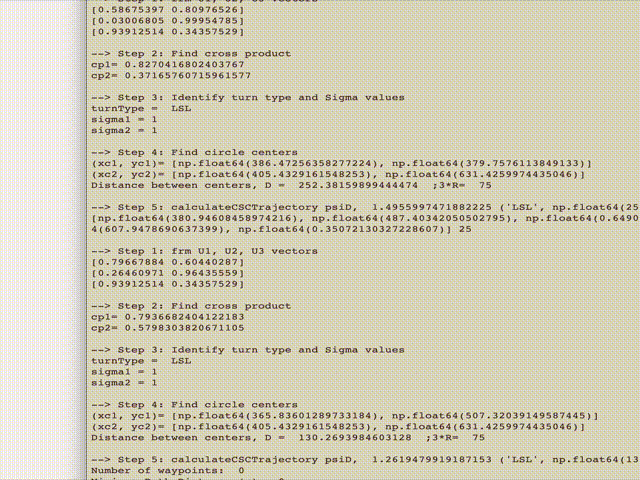 [0.58675397 0.80976526]
[0.03006805 0.99954785]
[0.93912514 0.34357529]
--> Step 2: Find cross product
cp1= 0.8270416802403767
cp2= 0.37165760715961577
--> Step 3: Identify turn type and Sigma values
turnType =  LSL
sigma1 = 1
sigma2 = 1
--> Step 4: Find circle centers
(xc1, yc1)= [np.float64(386.47256358277224), np.float64(379.7576113849133)]
(xc2, yc2)= [np.float64(405.4329161548253), np.float64(631.4259974435046)]
Distance between centers, D =  252.38159899444474  ;3*R=  75
--> Step 5: calculateCSCTrajectory psiD,  1.4955997471882225 ('LSL', np.float64(25
[np.float64(380.94608458974216), np.float64(487.40342050502795), np.float64(0.6490
4(607.9478690637399), np.float64(0.35072130327228607)] 25
--> Step 1: frm U1, U2, U3 vectors
[0.79667884 0.60440287]
[0.26460971 0.96435559]
[0.93912514 0.34357529]
--> Step 2: Find cross product
cp1= 0.7936682404122183
cp2= 0.5798303820671105
--> Step 3: Identify turn type and Sigma values
turnType =  LSL
sigma1 = 1
sigma2 = 1
--> Step 4: Find circle centers
(xc1, yc1)= [np.float64(365.83601289733184), np.float64(507.32039149587445)]
(xc2, yc2)= [np.float64(405.4329161548253), np.float64(631.4259974435046)]
Distance between centers, D =  130.2693984603128  ;3*R=  75
--> Step 5: calculateCSCTrajectory psiD,  1.2619479919187153 ('LSL', np.float64(13
Number of waypoints:  0